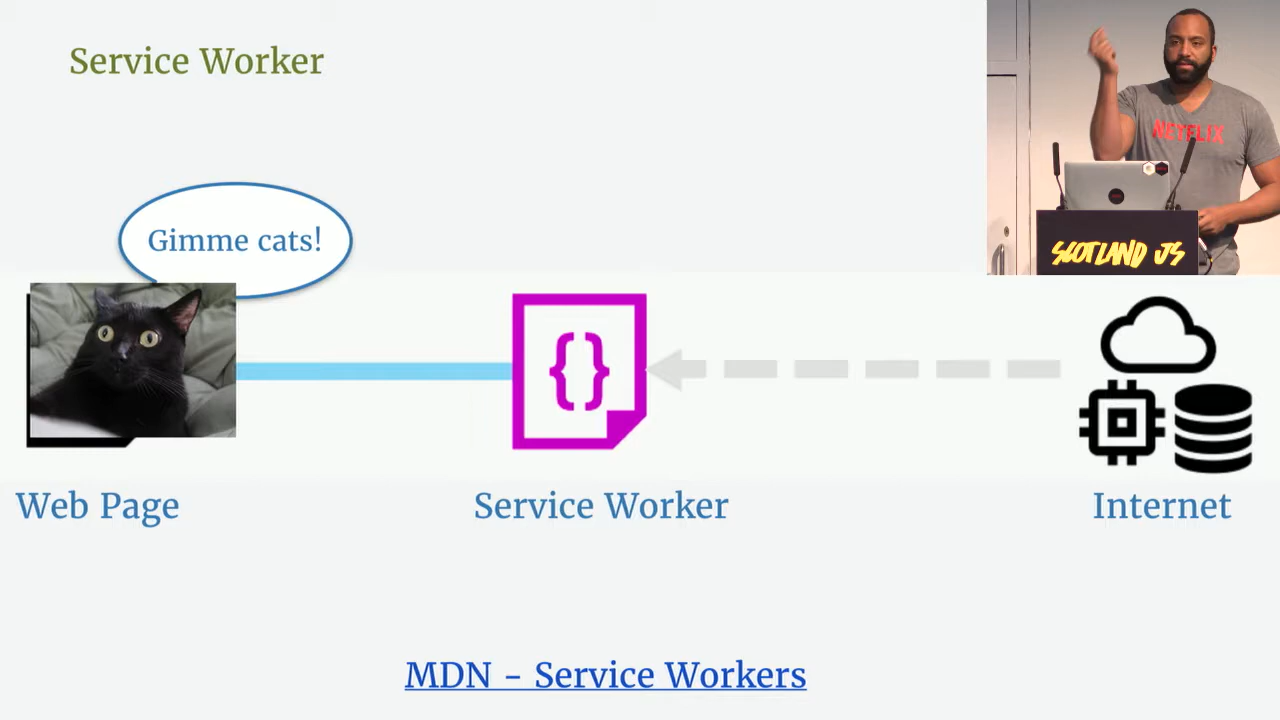 Service Worker
NETFLIX
Gimme cats!
SCOTLAND JS
Web Page
Service Worker
Internet
MDN - Service Workers